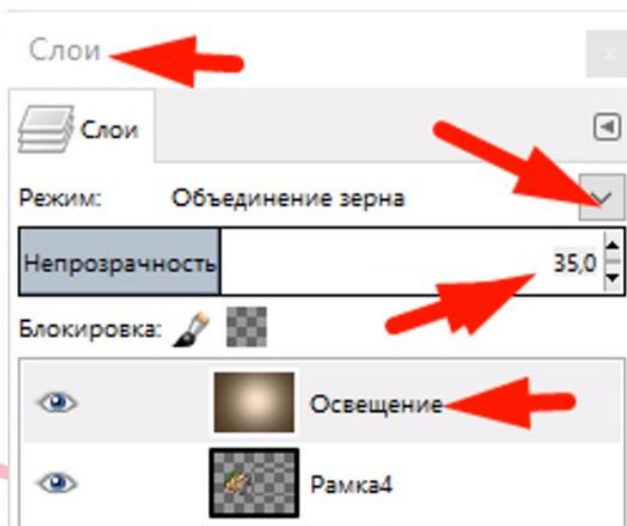 Слои
Слои
Режим: Объединение зерна
Непрозрачность 35,0
Блокировка:
Освещение
Рамка4